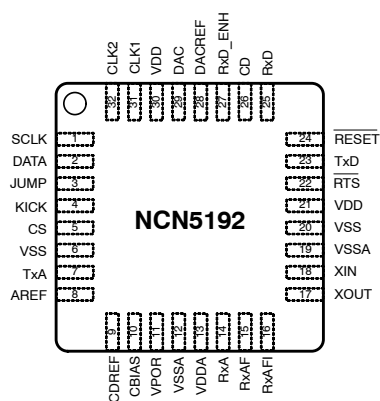 CLK2 CLK1 VDD DAC DACREF RxD_ENH CD RxD
32 31 30 29 28 27 26 25
SCLK 1 24 RESET
DATA 2 23 TxD
JUMP 3 22 RTS
KICK 4 21 VDD
CS 5 NCN5192 20 VSS
VSS 6 19 VSSA
TxA 7 18 XIN
AREF 8 17 XOUT
9 10 11 12 13 14 15 16
CDREF CBIAS VPOR VSSA VDDA RxA RxAF RxAFI